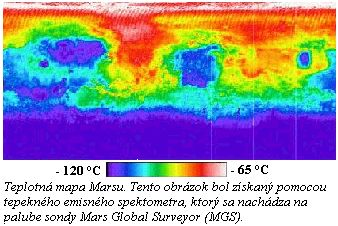 - 120 °C - 65 °C
Teplotná mapa Marsu. Tento obrázok bol získaný pomocou
tepekného emisného spektometra, ktorý sa nachádza na
palube sondy Mars Global Surveyor (MGS).